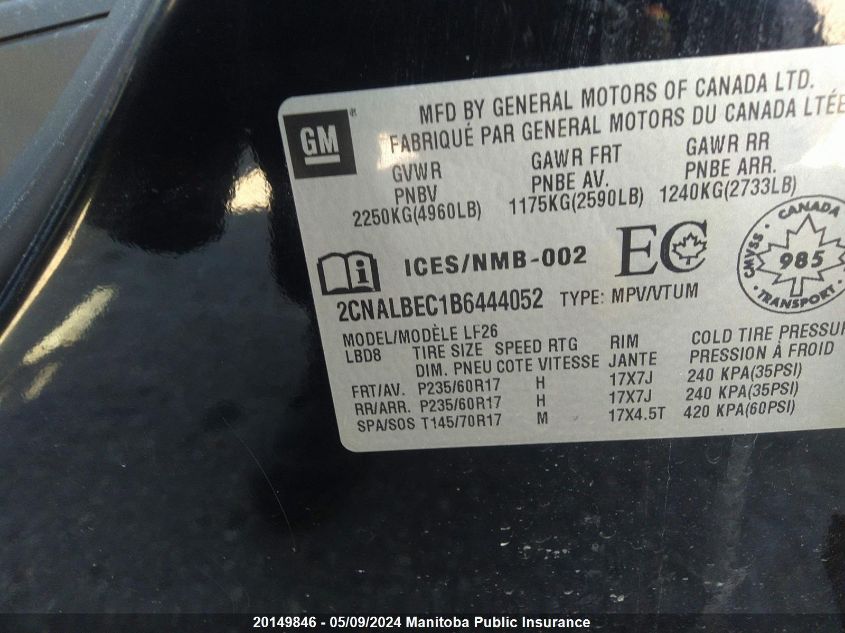 MFD BY GENERAL MOTORS OF CANADA LTD.
FABRIQUÉ PAR GENERAL MOTORS DU CANADA LTÉE
GM
GVWR GAWR FRT GAWR RR
PNBV PNBE AV. PNBE ARR.
2250KG(4960LB) 1175KG(2590LB) 1240KG(2733LB)
ICES/NMB-002 EC
CANADA
CMVSS 985
TRANSPORT
2CNALBEC1B6444052 TYPE: MPV/VTUM
MODEL/MODÈLE LF26
LBD8 TIRE SIZE SPEED RTG RIM COLD TIRE PRESSUR
DIM. PNEU COTE VITESSE JANTE PRESSION À FROID
FRT/AV. P235/60R17 H 17X7J 240 KPA(35PSI)
RR/ARR. P235/60R17 H 17X7J 240 KPA(35PSI)
SPA/SOS T145/70R17 M 17X4.5T 420 KPA(60PSI)
20149846 - 05/09/2024 Manitoba Public Insurance